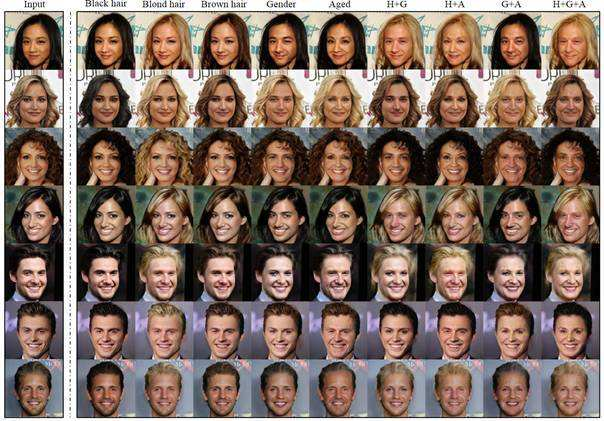 Input Black hair Blond hair Brown hair Gender Aged H+G H+A G+A H+G+A